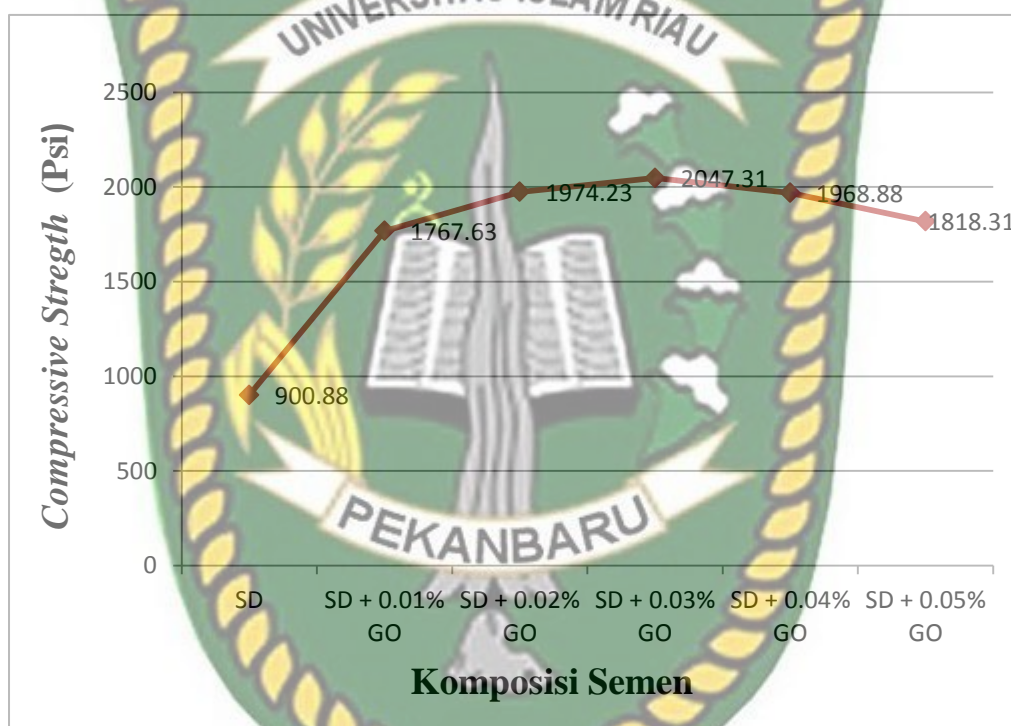 UNIVERSITAS ISLAM RIAU
2500
2000
1500
1000
500
0
Compressive Stregth (Psi)
900.88
1767.63
1974.23
2047.31
1968.88
1818.31
PEKANBARU
SD
SD + 0.01% GO
SD + 0.02% GO
SD + 0.03% GO
SD + 0.04% GO
SD + 0.05% GO
Komposisi Semen